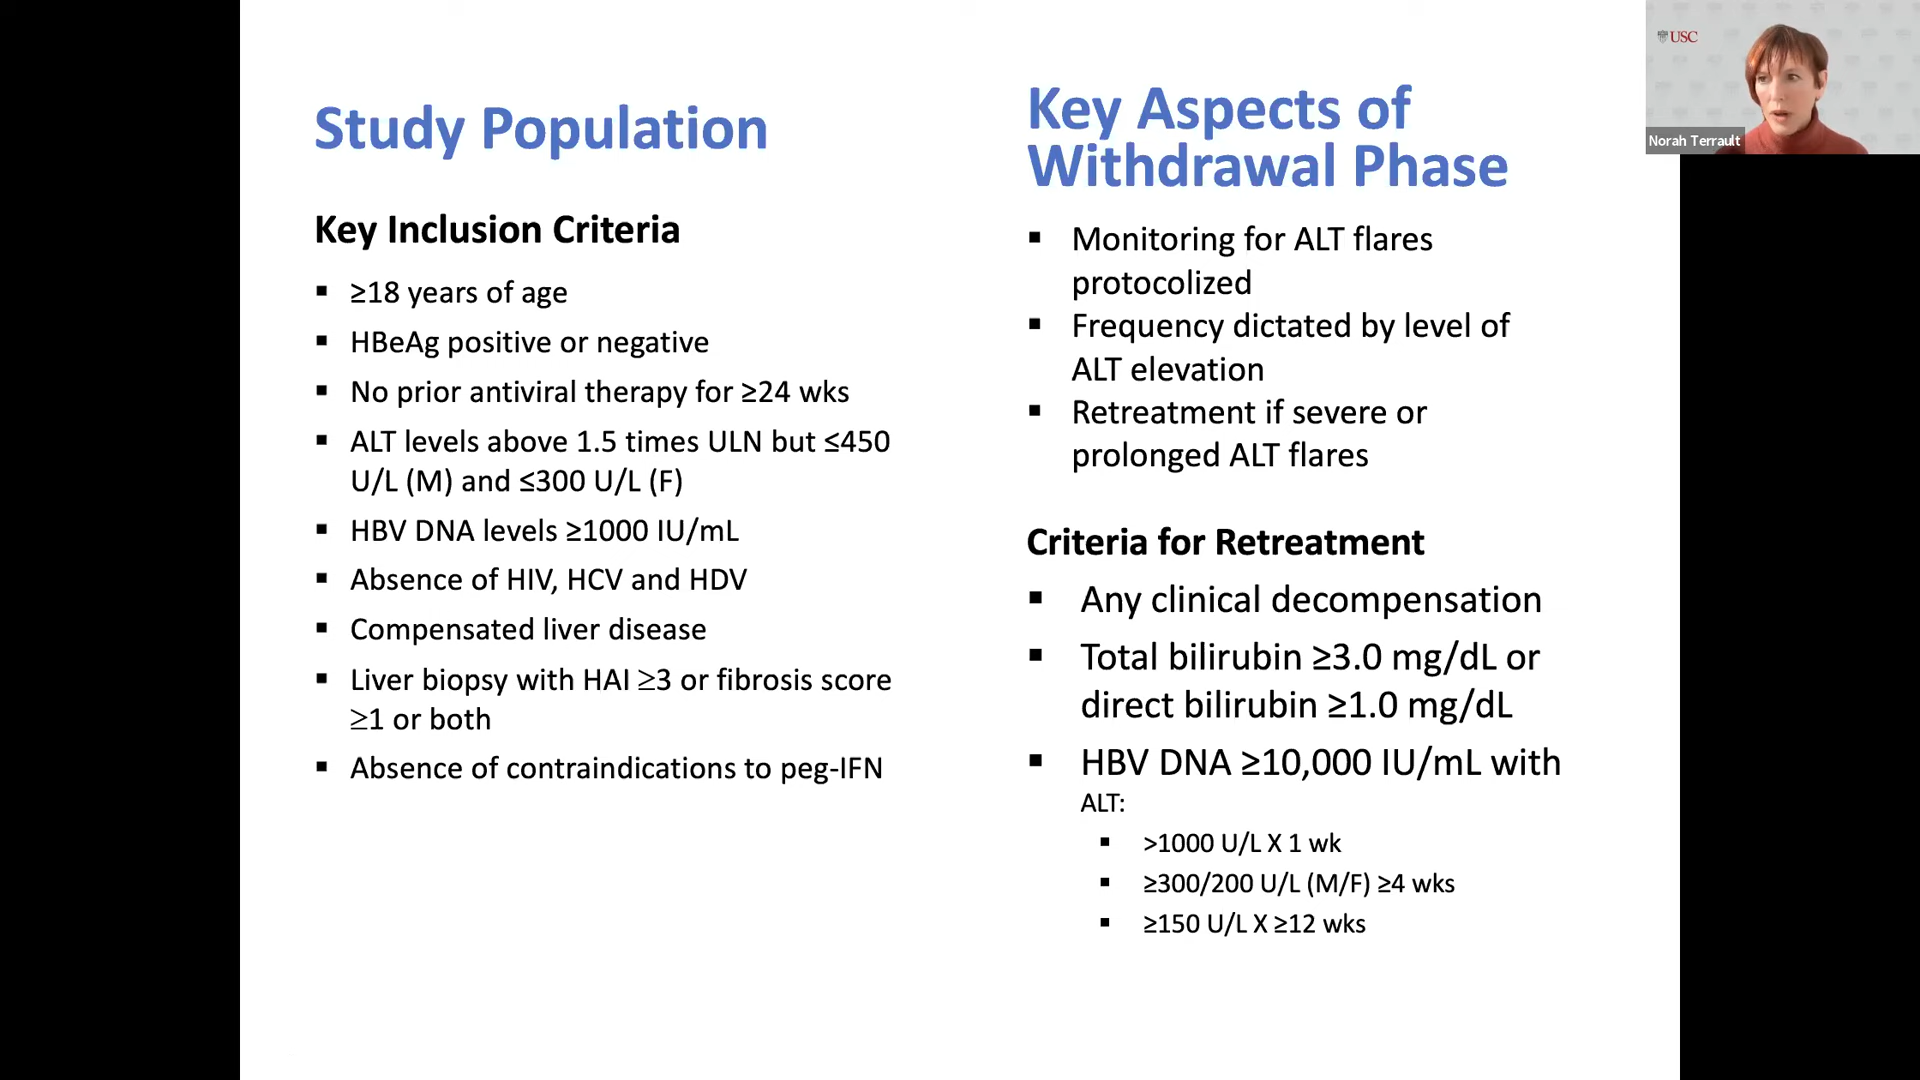 Study Population
Key Inclusion Criteria
▪ ≥18 years of age
▪ HBeAg positive or negative
▪ No prior antiviral therapy for ≥24 wks
▪ ALT levels above 1.5 times ULN but ≤450
U/L (M) and ≤300 U/L (F)
▪ HBV DNA levels ≥1000 IU/mL
▪ Absence of HIV, HCV and HDV
▪ Compensated liver disease
▪ Liver biopsy with HAI ≥3 or fibrosis score
≥1 or both
▪ Absence of contraindications to peg-IFN
Key Aspects of
Withdrawal Phase
▪ Monitoring for ALT flares
protocolized
▪ Frequency dictated by level of
ALT elevation
▪ Retreatment if severe or
prolonged ALT flares
Criteria for Retreatment
▪ Any clinical decompensation
▪ Total bilirubin ≥3.0 mg/dL or
direct bilirubin ≥1.0 mg/dL
▪ HBV DNA ≥10,000 IU/mL with
ALT:
▪ >1000 U/L X 1 wk
▪ ≥300/200 U/L (M/F) ≥4 wks
▪ ≥150 U/L X ≥12 wks
USC
Norah Terrault